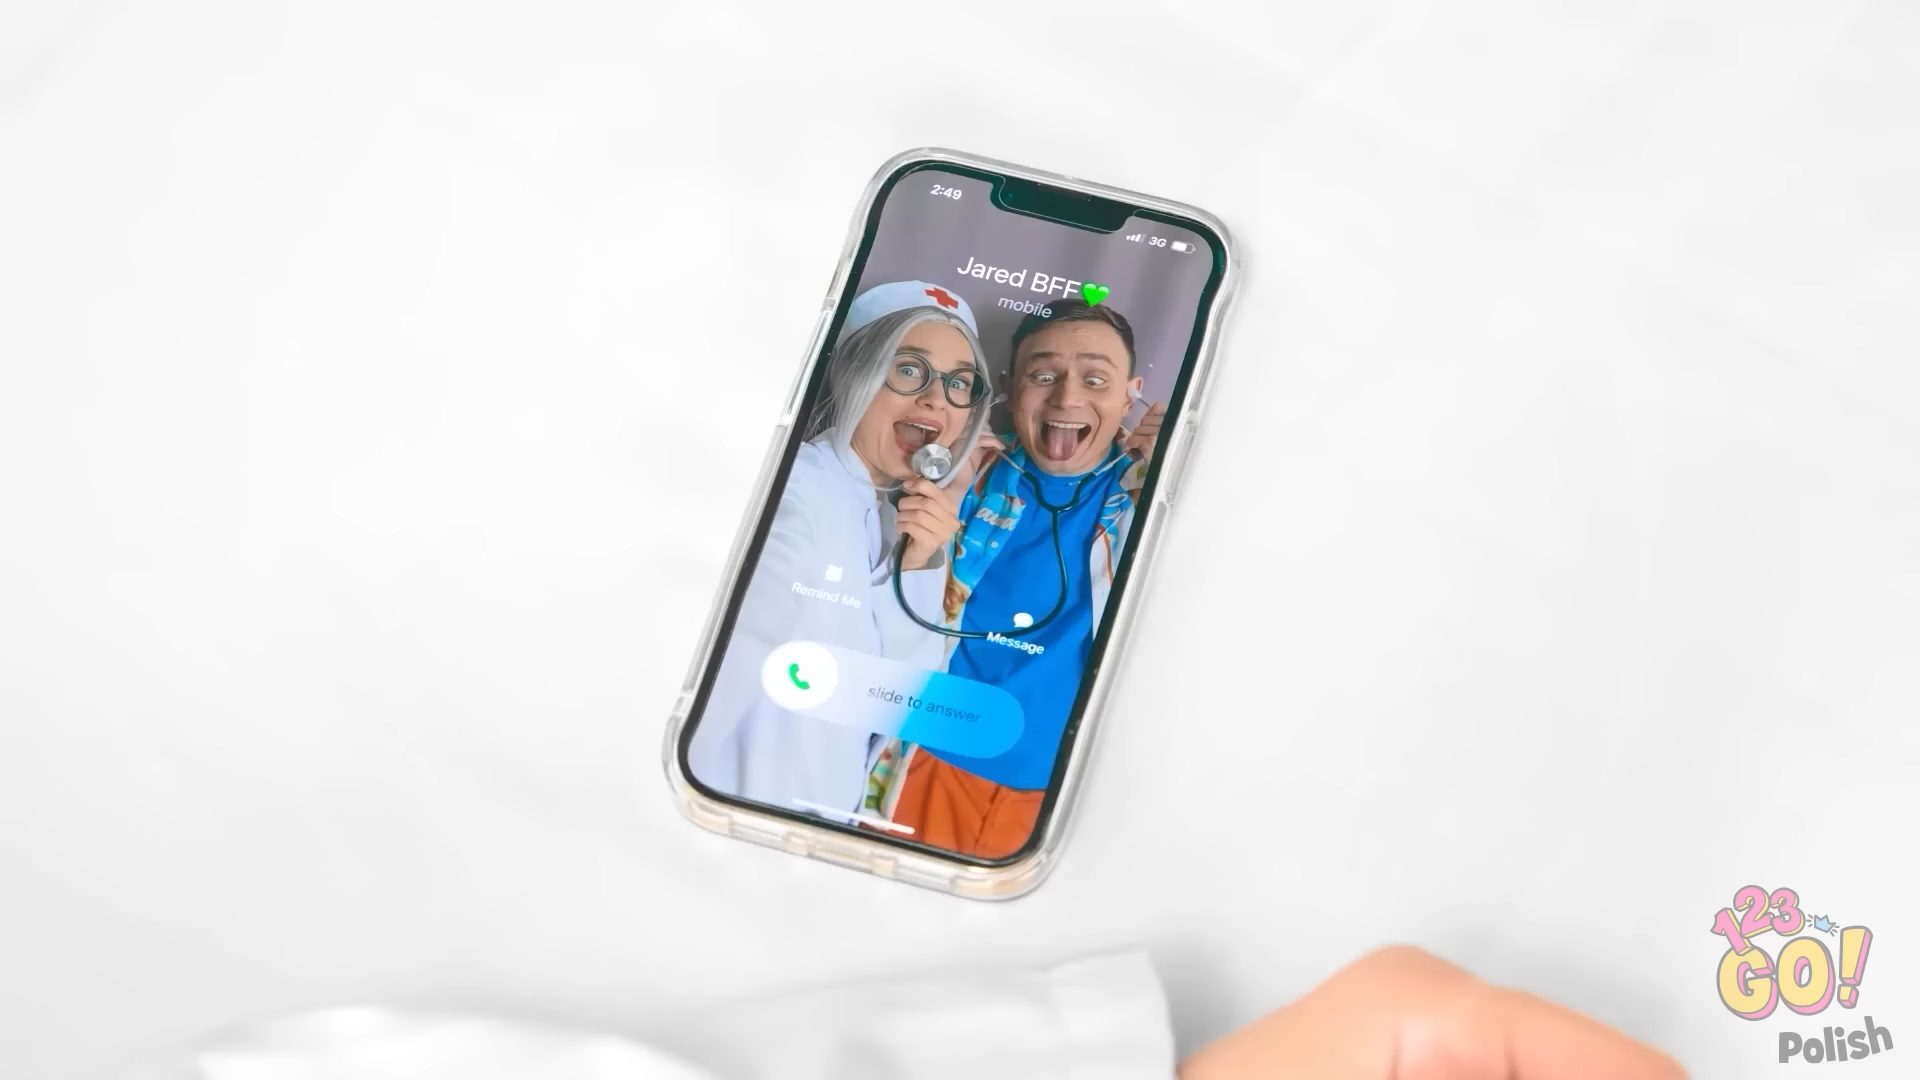 2:49
3G
Jared BFF💚
mobile
Remind Me
Message
slide to answer
123
GO!
Polish